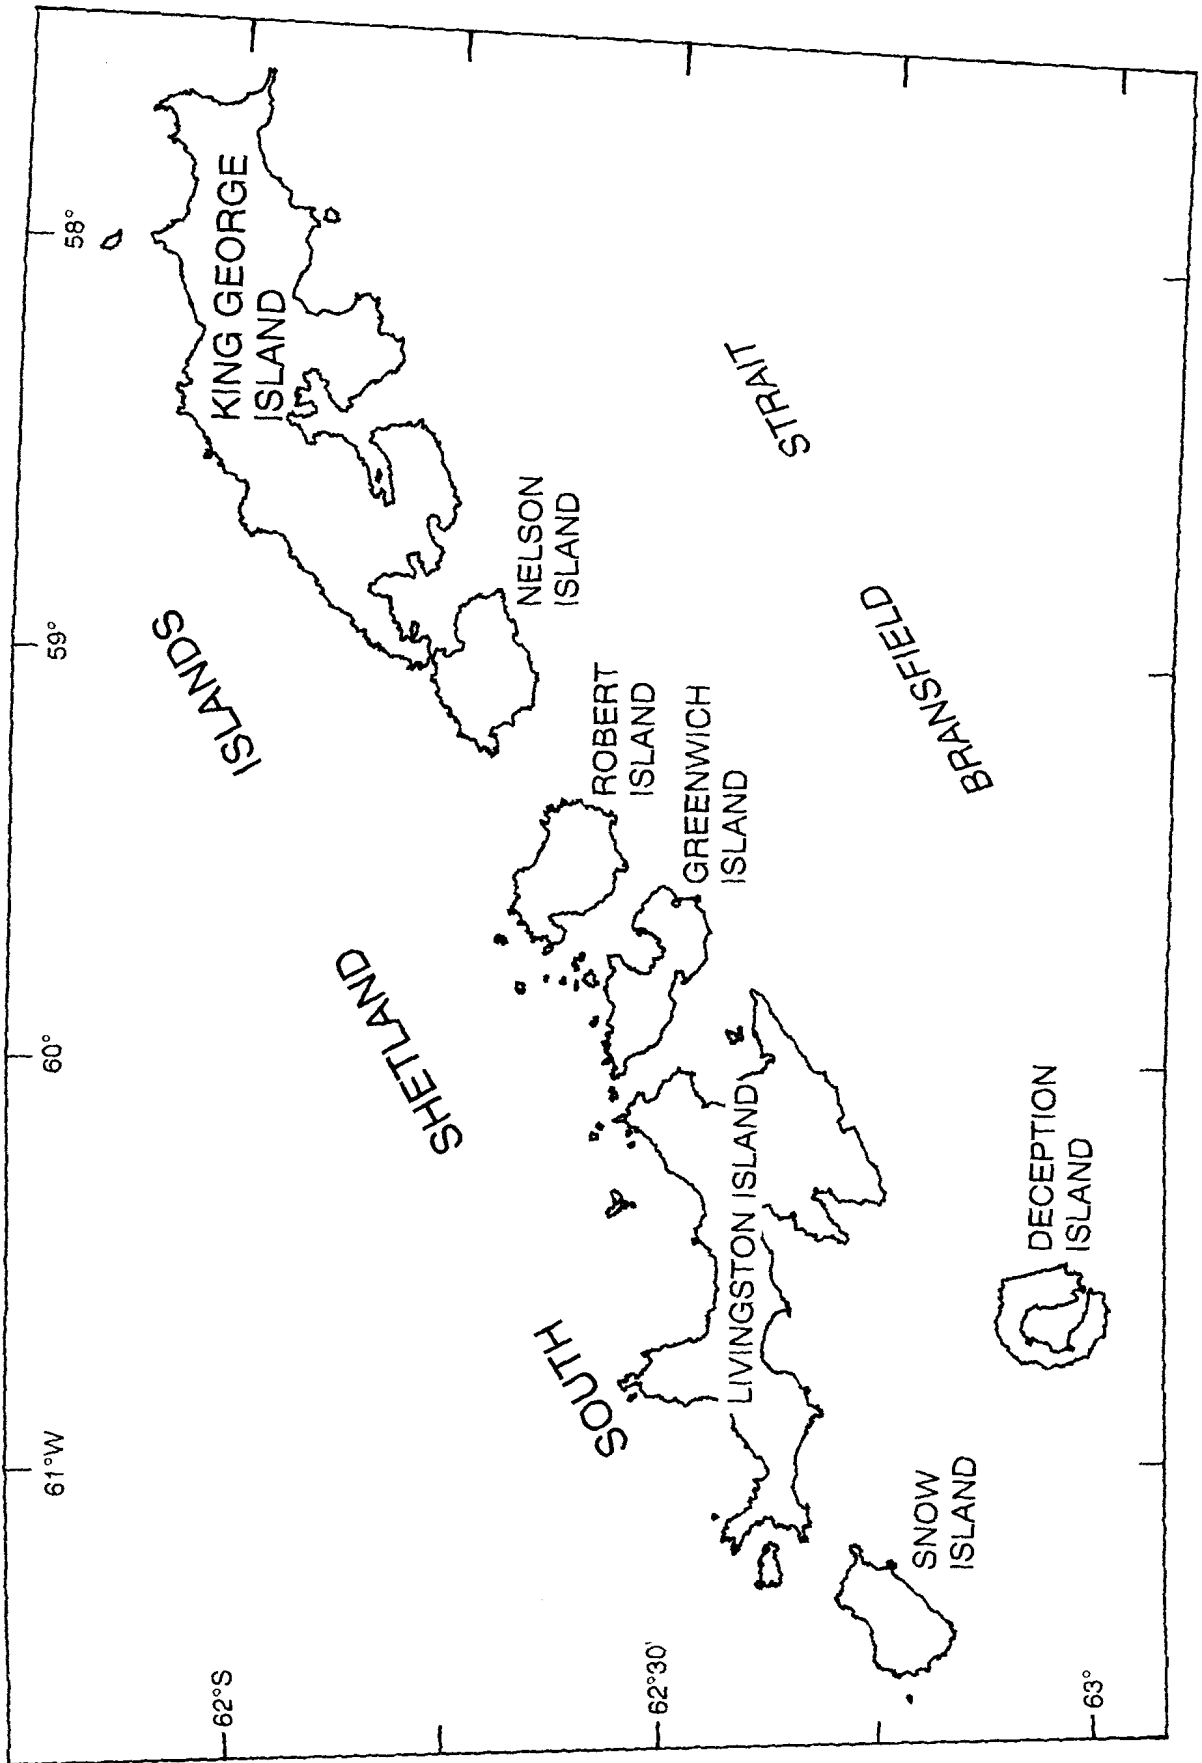 61°W
60°
59°
58°
62°S
62°30'
63°
SOUTH
SHETLAND
ISLANDS
KING GEORGE
ISLAND
NELSON
ISLAND
ROBERT
ISLAND
GREENWICH
ISLAND
LIVINGSTON ISLAND
SNOW
ISLAND
DECEPTION
ISLAND
BRANSFIELD
STRAIT